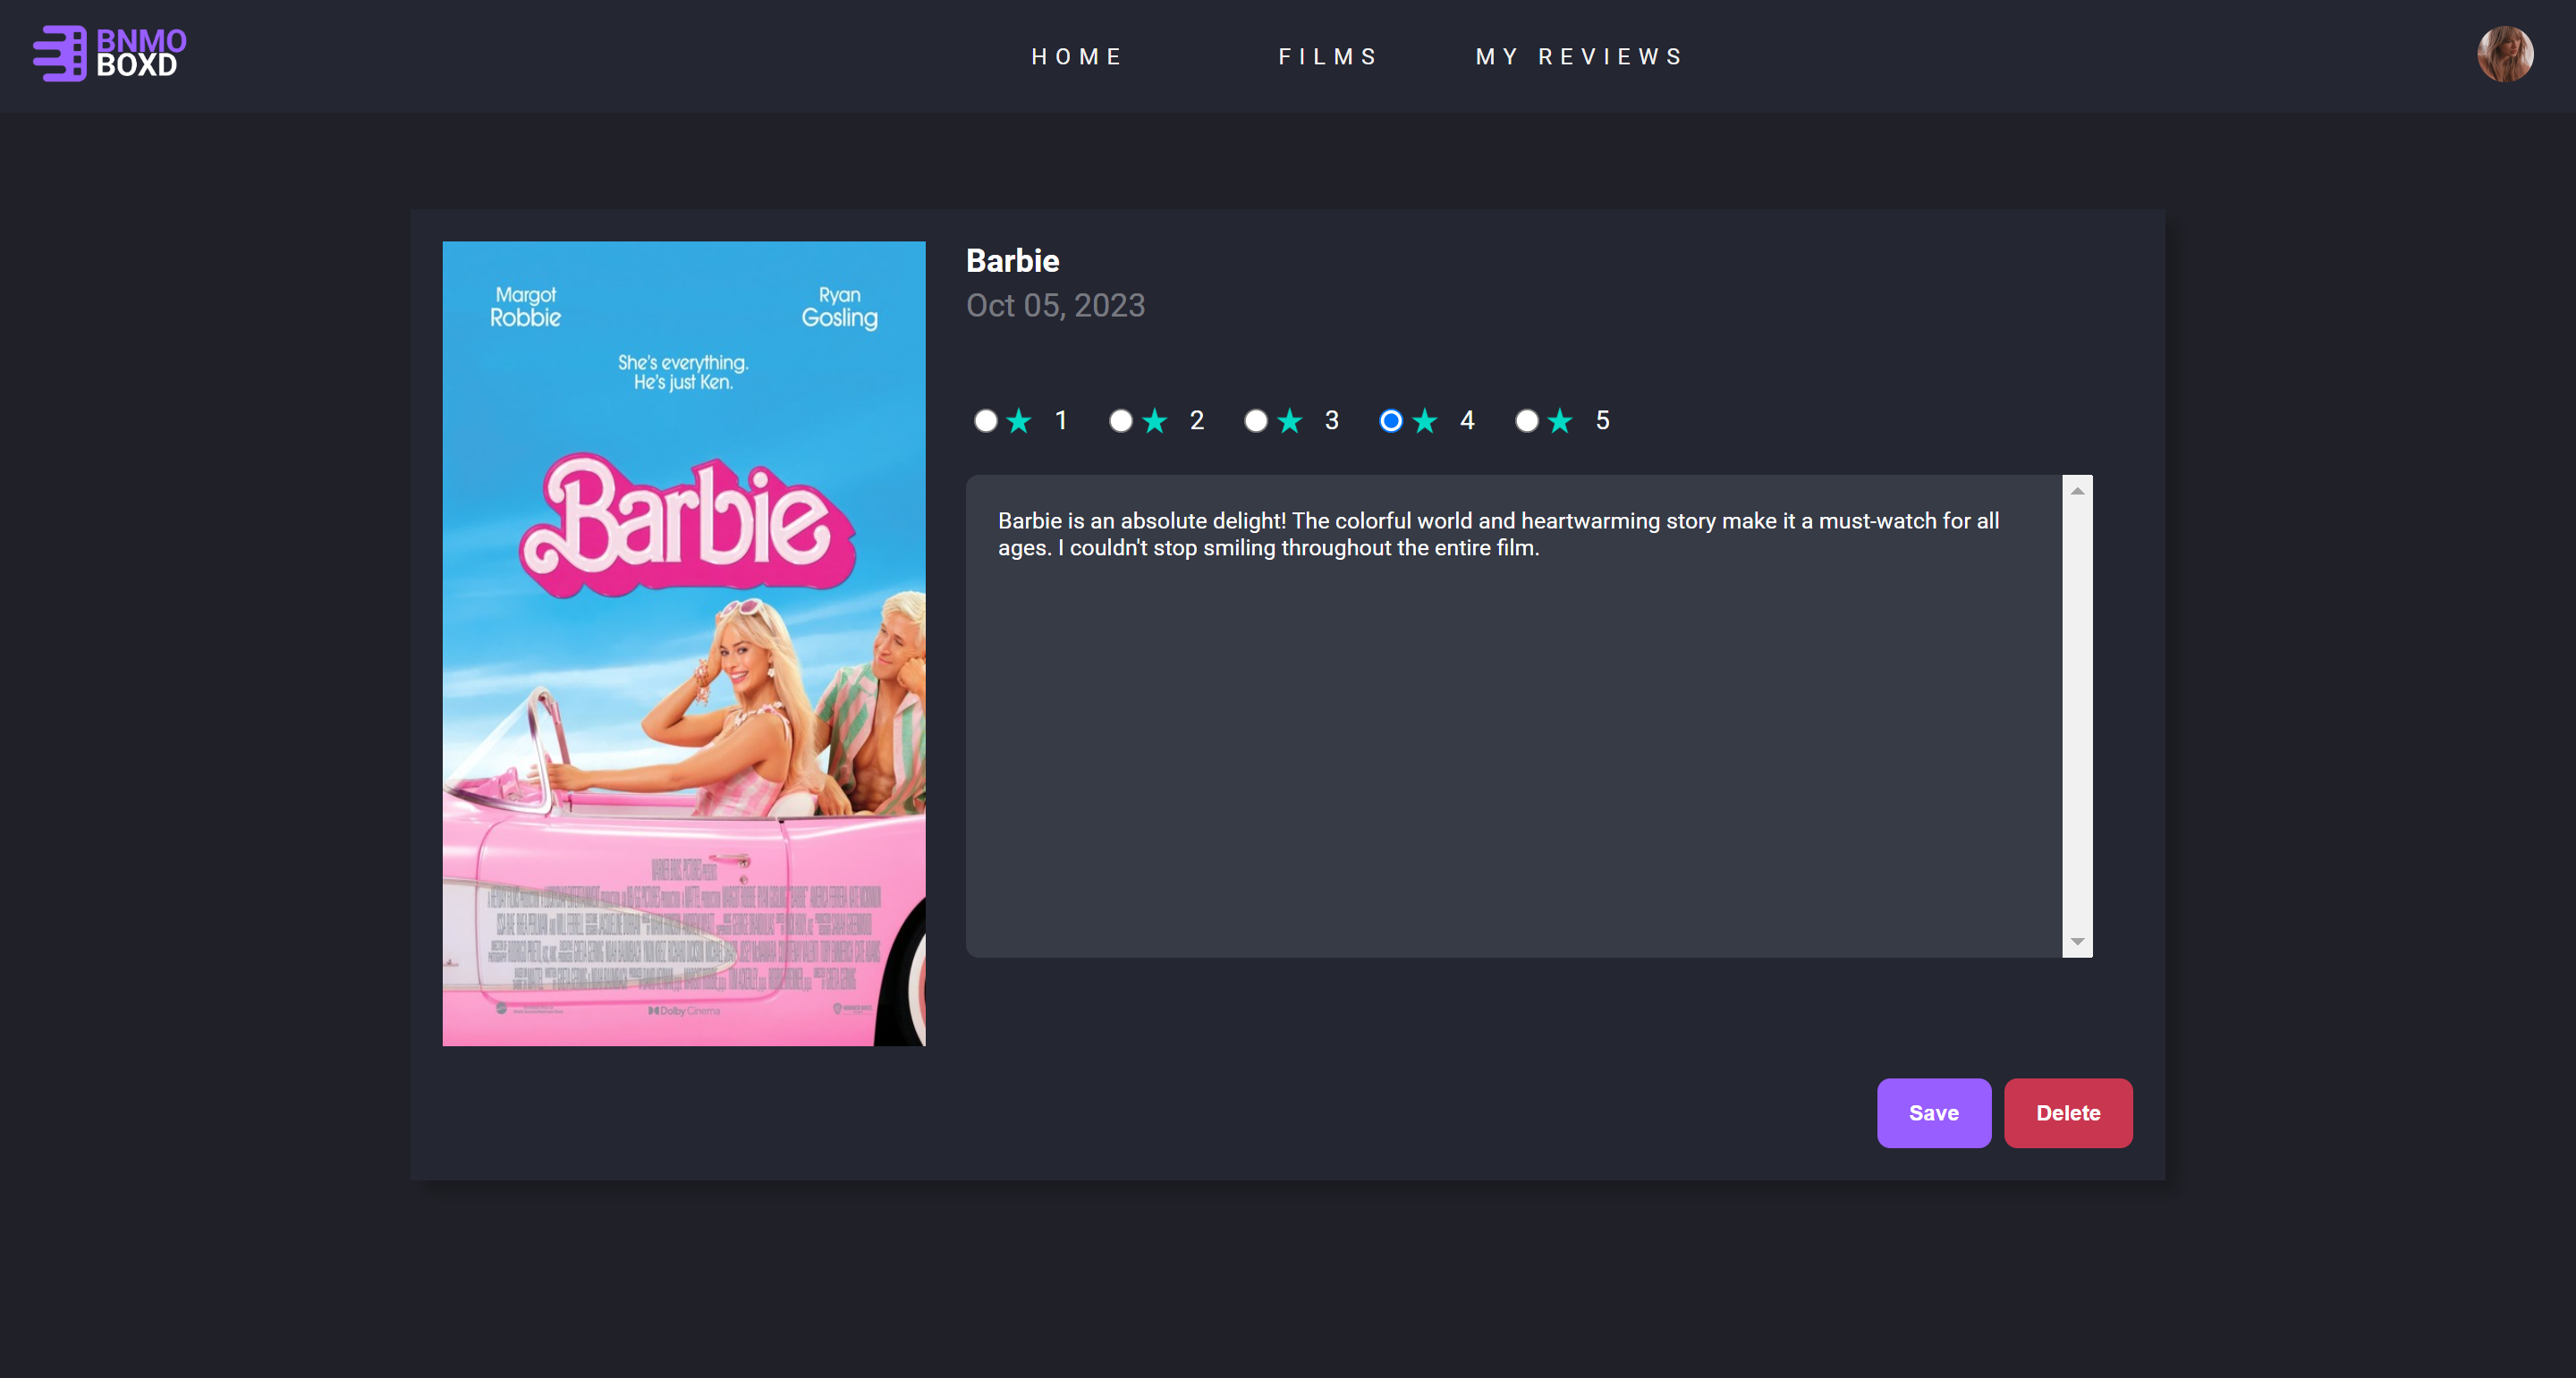 BNMO
BOXD
HOME
FILMS
MY REVIEWS
Margot
Robbie
Ryan
Gosling
She's everything.
He's just Ken.
Barbie
Dolby Cinema
Barbie
Oct 05, 2023
1
2
3
4
5
Barbie is an absolute delight! The colorful world and heartwarming story make it a must-watch for all
ages. I couldn't stop smiling throughout the entire film.
Save
Delete